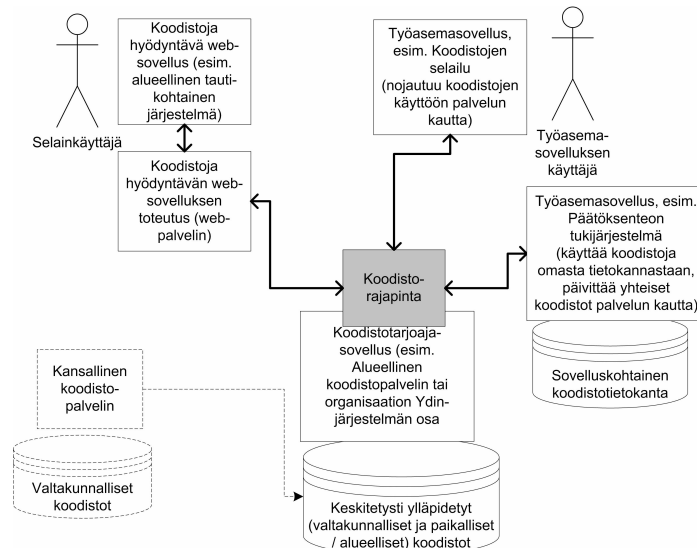 Koodistoja
hyödyntävä web-
sovellus (esim.
alueellinen tauti-
kohtainen
järjestelmä)
Selainkäyttäjä
Koodistoja
hyödyntävän web-
sovelluksen
toteutus (web-
palvelin)
Työasemasovellus,
esim. Koodistojen
selailu
(nojautuu koodistojen
käyttöön palvelun
kautta)
Työasema-
sovelluksen
käyttäjä
Työasemasovellus, esim.
Päätöksenteon
tukijärjestelmä
(käyttää koodistoja
omasta tietokannastaan,
päivittää yhteiset
koodistot palvelun kautta)
Sovelluskohtainen
koodistotietokanta
Koodisto-
rajapinta
Koodistotarjoaja-
sovellus (esim.
Alueellinen
koodistopalvelin tai
organisaation Ydin-
järjestelmän osa
Kansallinen
koodisto-
palvelin
Valtakunnalliset
koodistot
Keskitetysti ylläpidetyt
(valtakunnalliset ja paikalliset
/ alueelliset) koodistot